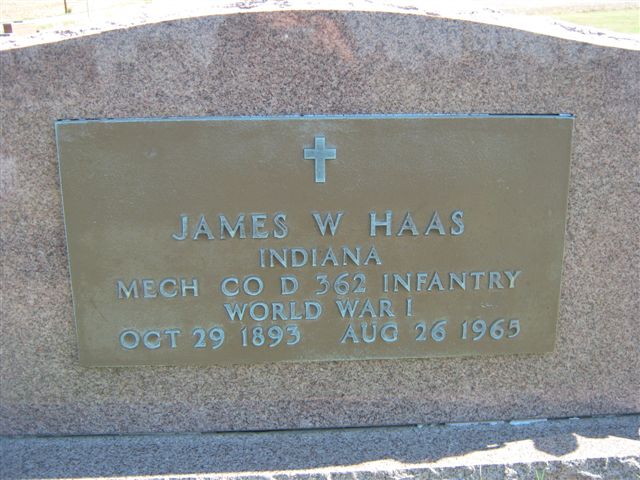 JAMES W HAAS
INDIANA
MECH CO D 362 INFANTRY
WORLD WAR I
OCT 29 1893 AUG 26 1965